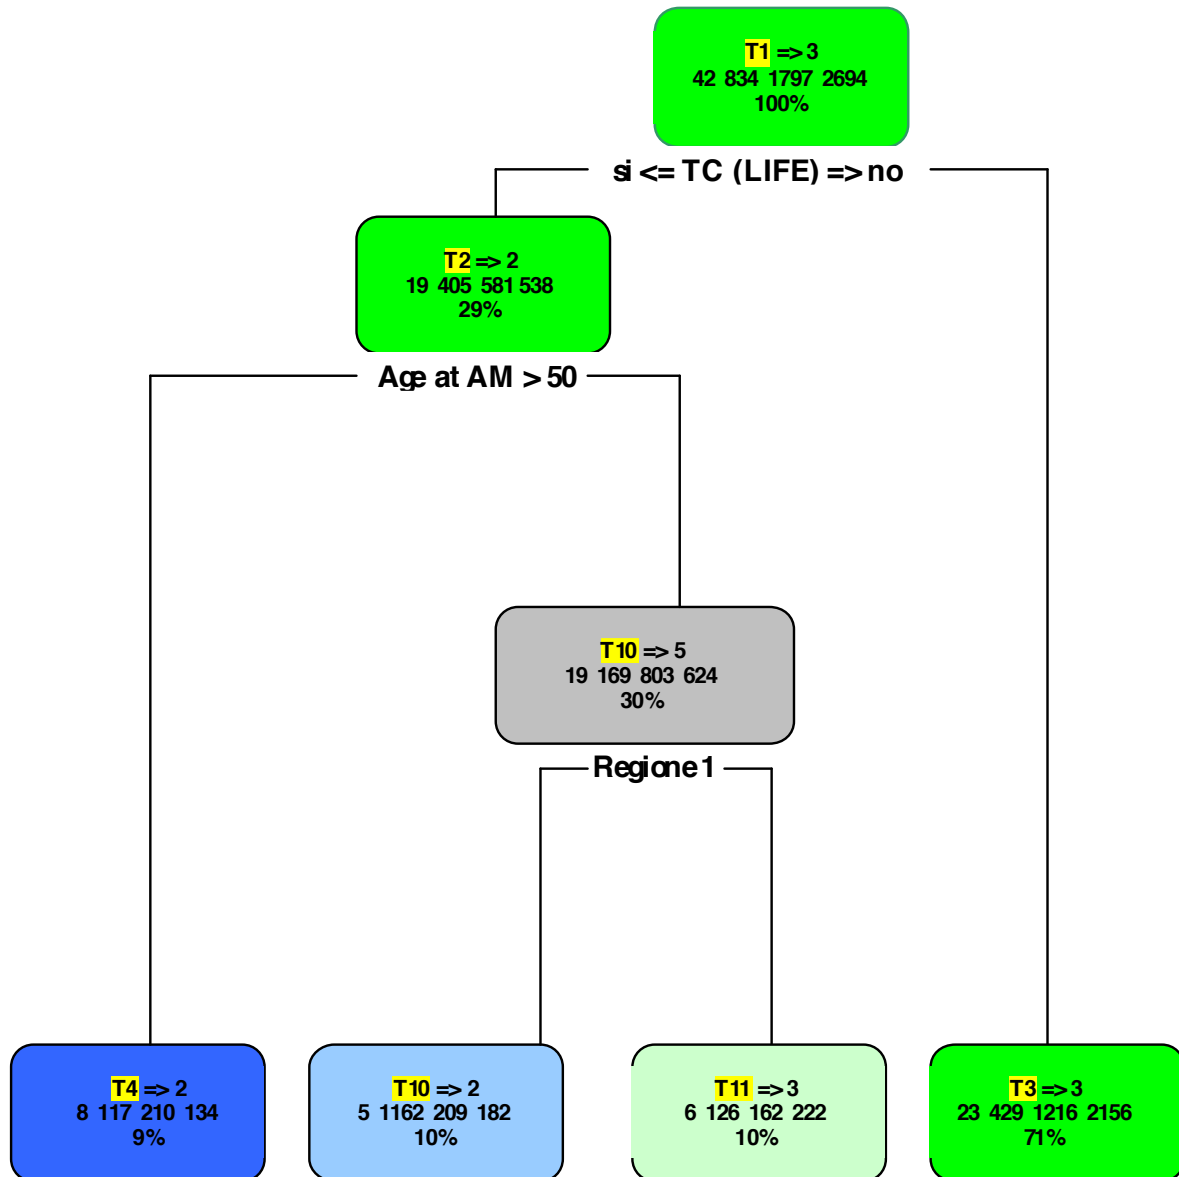 T1 => 3
42 834 1797 2694
100%
si <= TC (LIFE) => no
T2 => 2
19 405 581 538
29%
Age at AM > 50
T10 => 5
19 169 803 624
30%
Regione1
T4 => 2
8 117 210 134
9%
T10 => 2
5 1162 209 182
10%
T11 => 3
6 126 162 222
10%
T3 => 3
23 429 1216 2156
71%